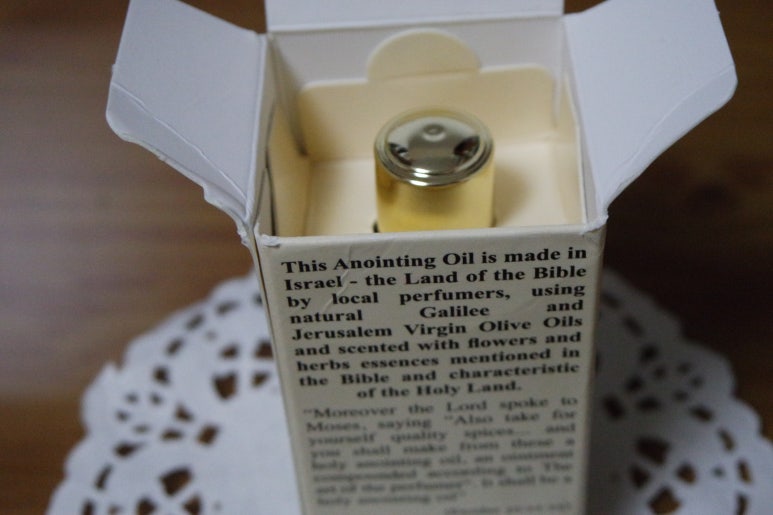 This Anointing Oil is made in
Israel - the Land of the Bible
by local perfumers, using
natural Galilee and
Jerusalem Virgin Olive Oils
and scented with flowers and
herbs essences mentioned in
the Bible and characteristic
of the Holy Land.
"Moreover the Lord spoke to
Moses, saying "Also take for
yourself quality spices... and
you shall make from these a
holy anointing oil, an ointment
compounded according to The
art of the perfumer". It shall be a
holy anointing oil"